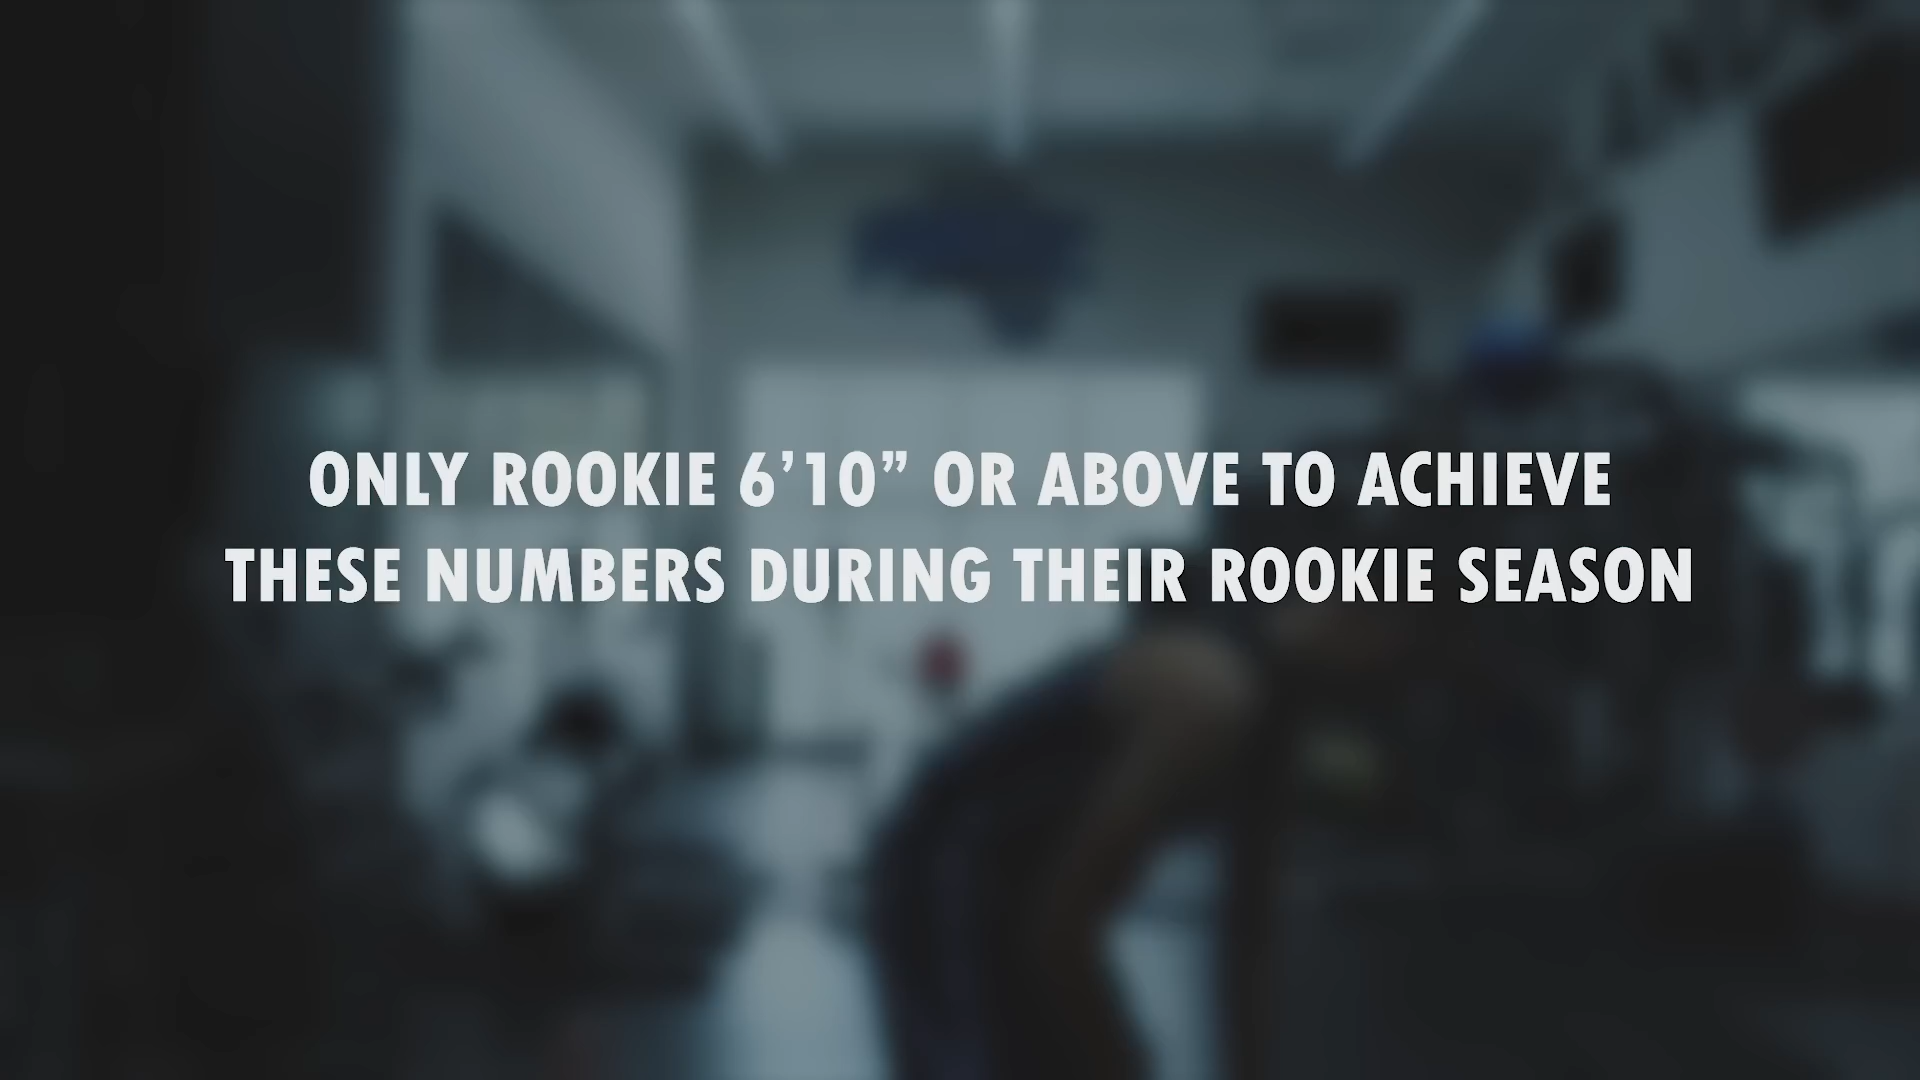 ONLY ROOKIE 6’10” OR ABOVE TO ACHIEVE
THESE NUMBERS DURING THEIR ROOKIE SEASON